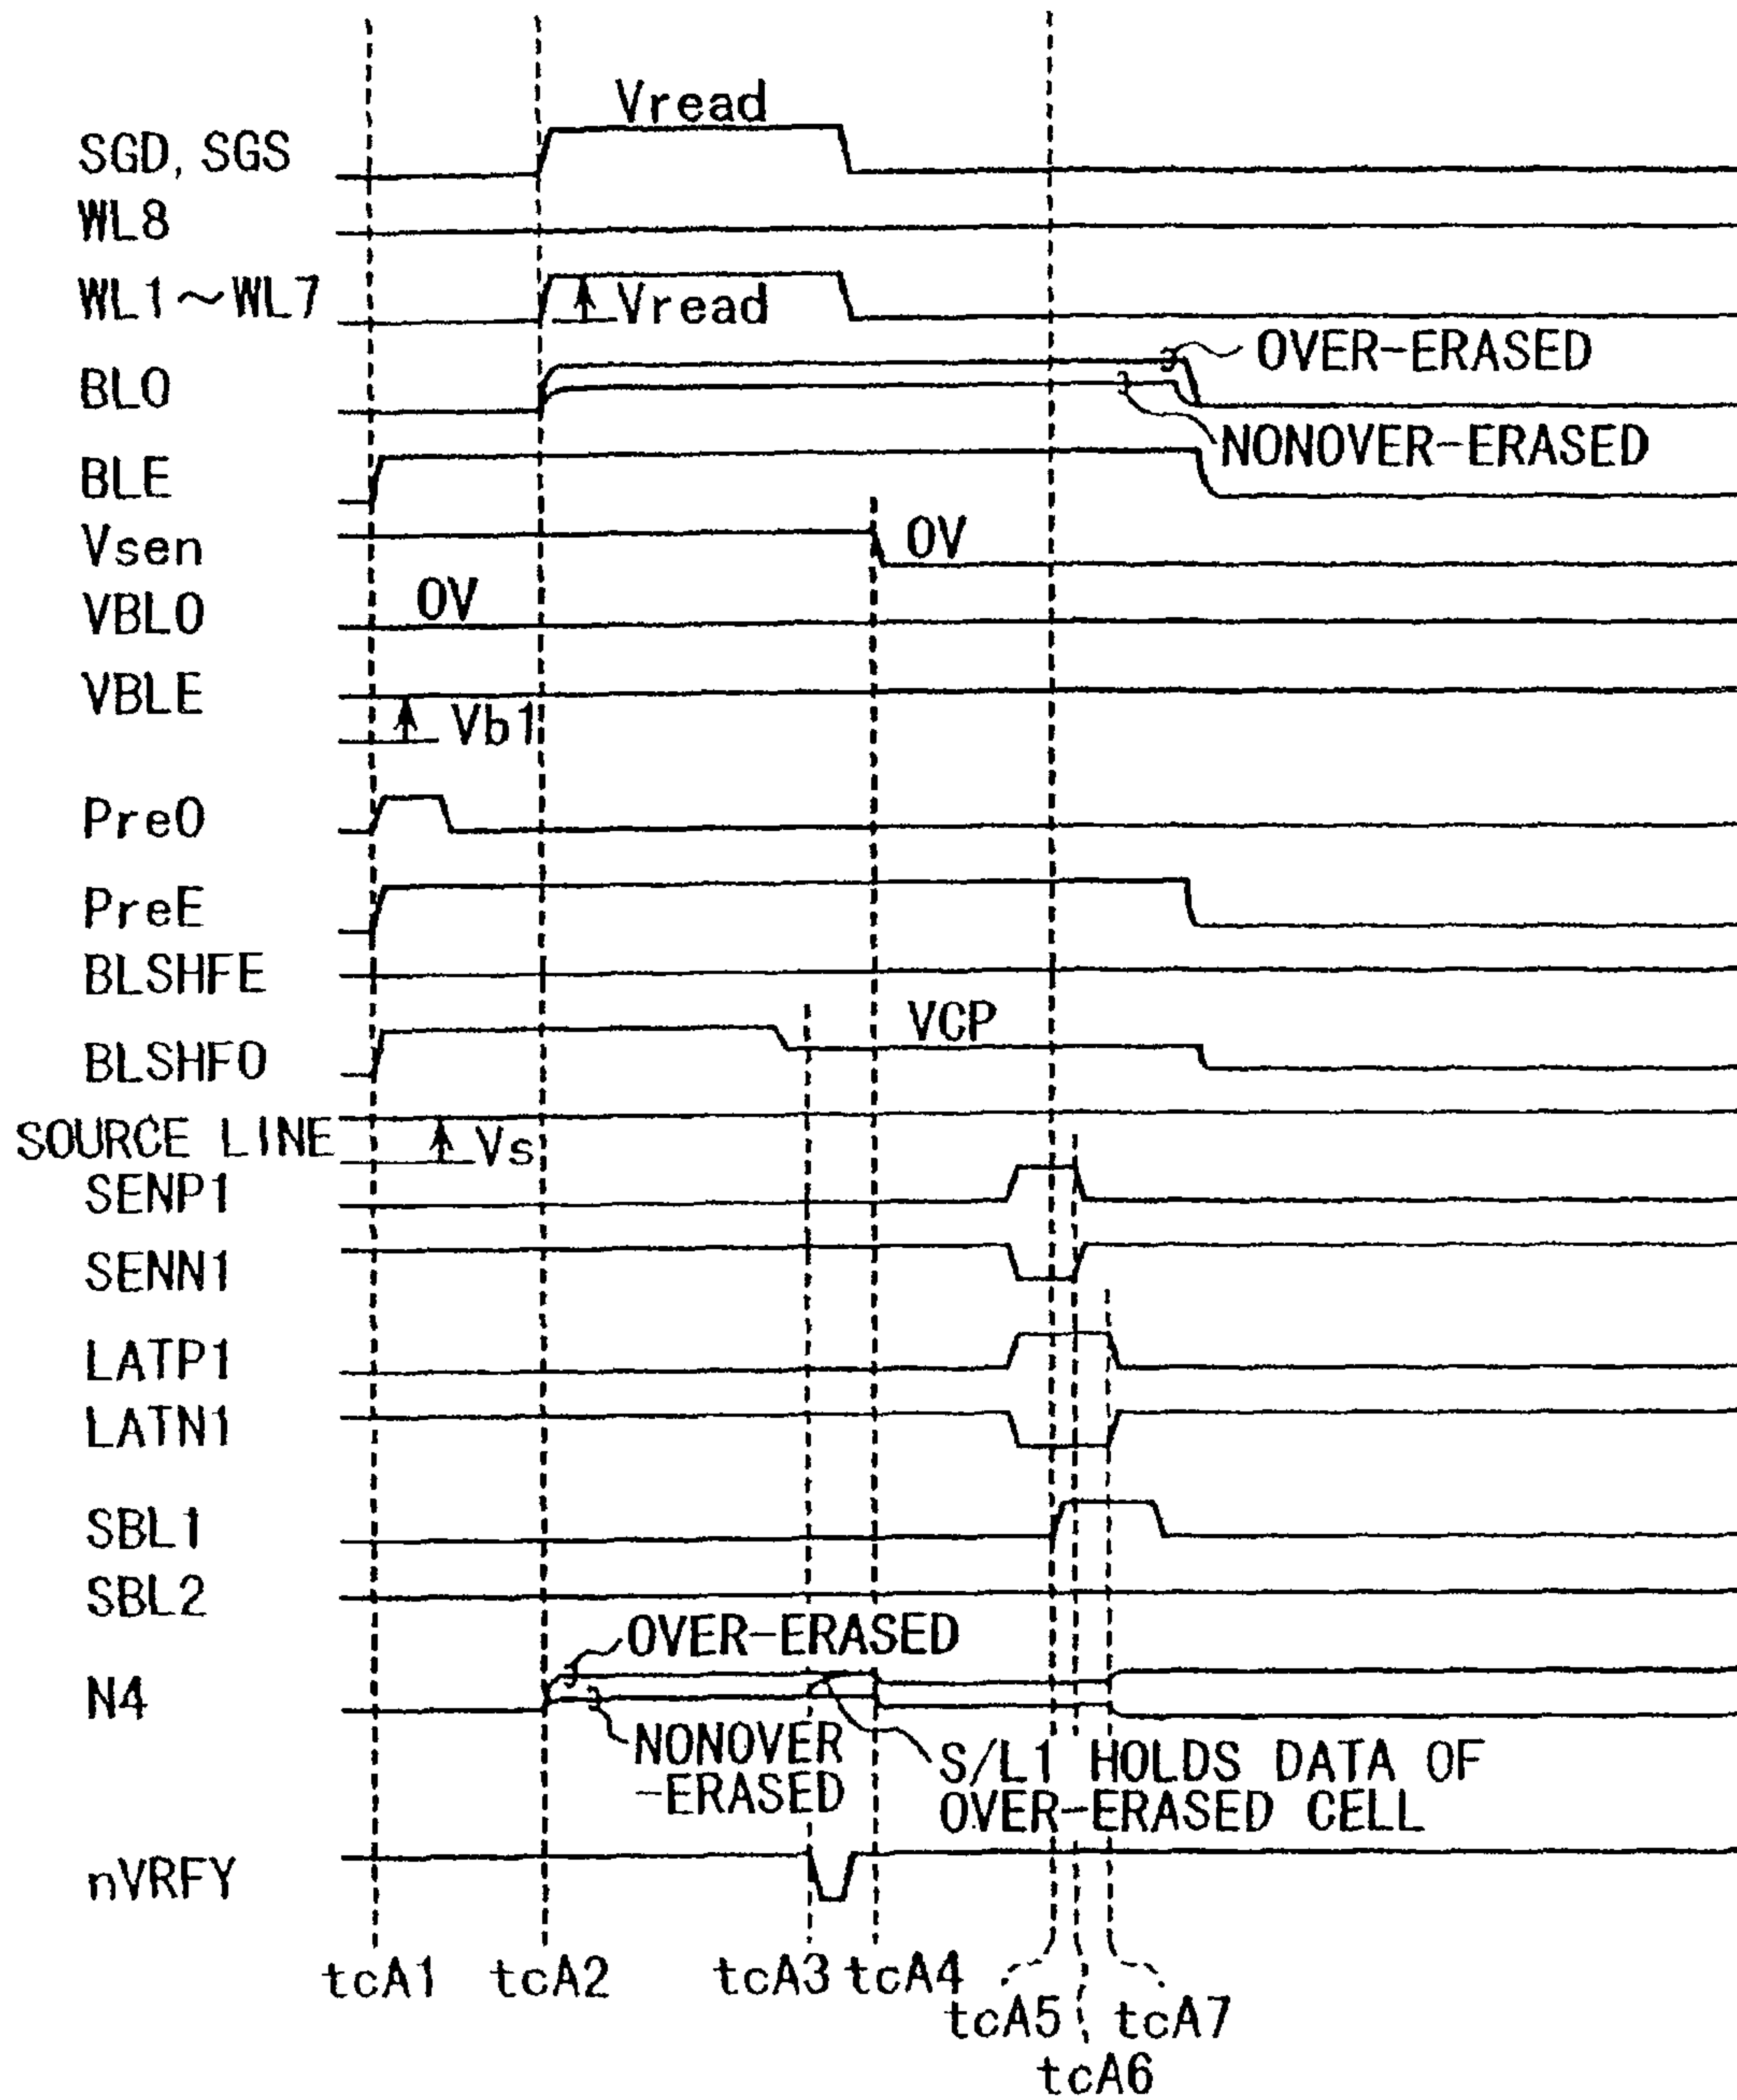 Vread
SGD, SGS
WL8
WL1~WL7
Vread
OVER-ERASED
BLO
NONOVER-ERASED
BLE
Vsen
OV
VBLO
OV
VBLE
Vb1
PreO
PreE
BLSHFE
VCP
BLSHFO
SOURCE LINE
Vs
SENP1
SENN1
LATP1
LATN1
SBL1
SBL2
OVER-ERASED
N4
NONOVER
-ERASED
S/L1 HOLDS DATA OF
OVER-ERASED CELL
nVRFY
tcA1 tcA2 tcA3 tcA4
tcA5 tcA7
tcA6